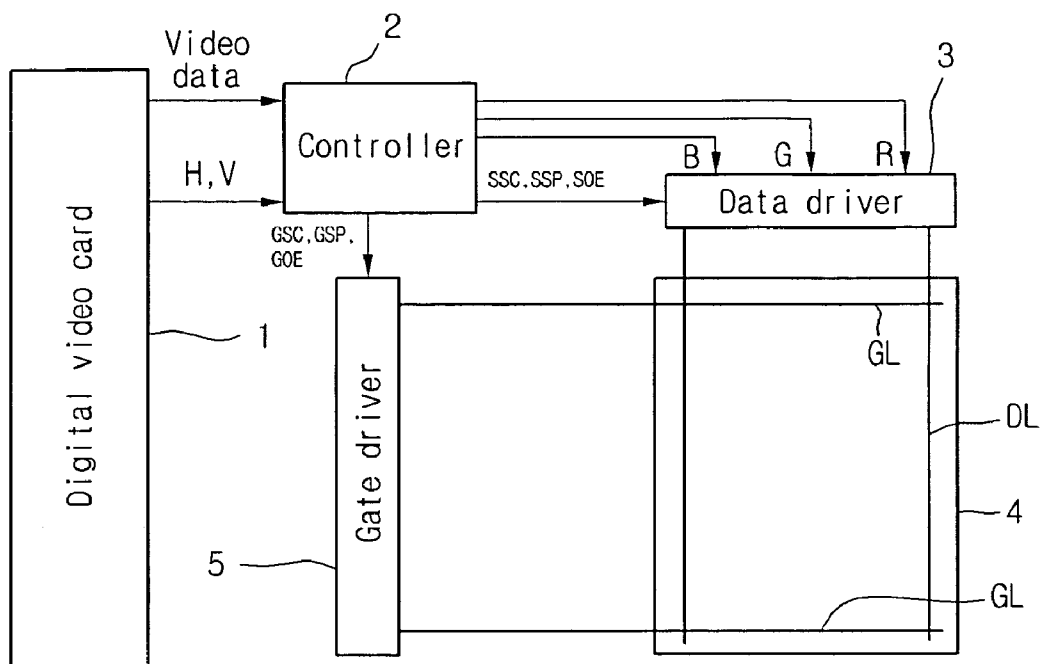 Video
data
2
3
Controller
H,V
B
G
R
SSC,SSP,SOE
Data driver
GSC,GSP,
GOE
Digital video card
1
Gate driver
GL
DL
4
5
GL